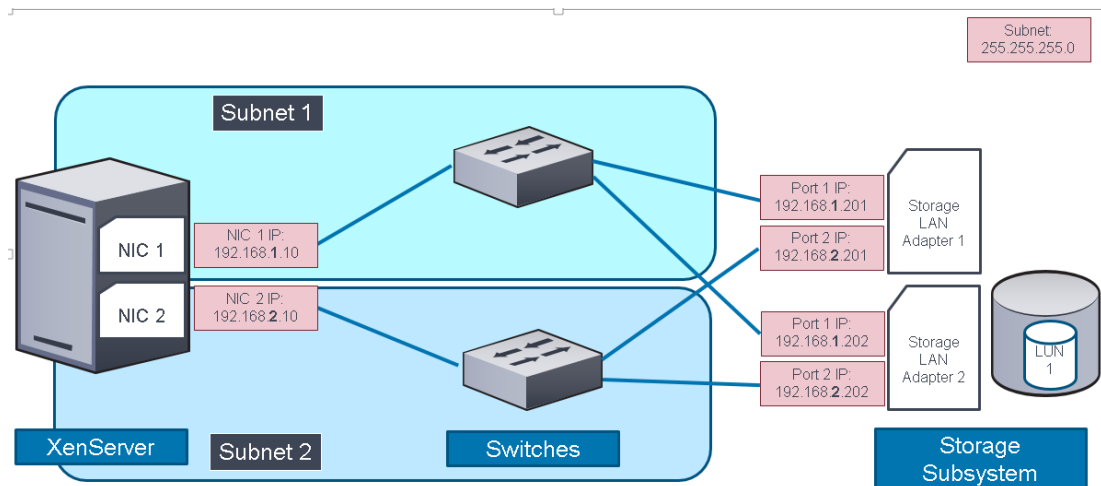 Subnet:
255.255.255.0
Subnet 1
NIC 1
NIC 1 IP:
192.168.1.10
Port 1 IP:
192.168.1.201
Port 2 IP:
192.168.2.201
Storage
LAN
Adapter 1
NIC 2
NIC 2 IP:
192.168.2.10
Port 1 IP:
192.168.1.202
Port 2 IP:
192.168.2.202
Storage
LAN
Adapter 2
LUN
1
XenServer
Subnet 2
Switches
Storage
Subsystem